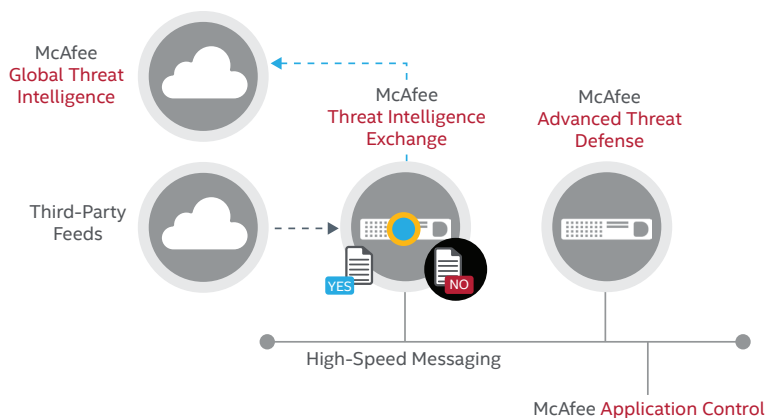 McAfee
Global Threat
Intelligence
McAfee
Threat Intelligence
Exchange
McAfee
Advanced Threat
Defense
Third-Party
Feeds
YES
NO
High-Speed Messaging
McAfee Application Control